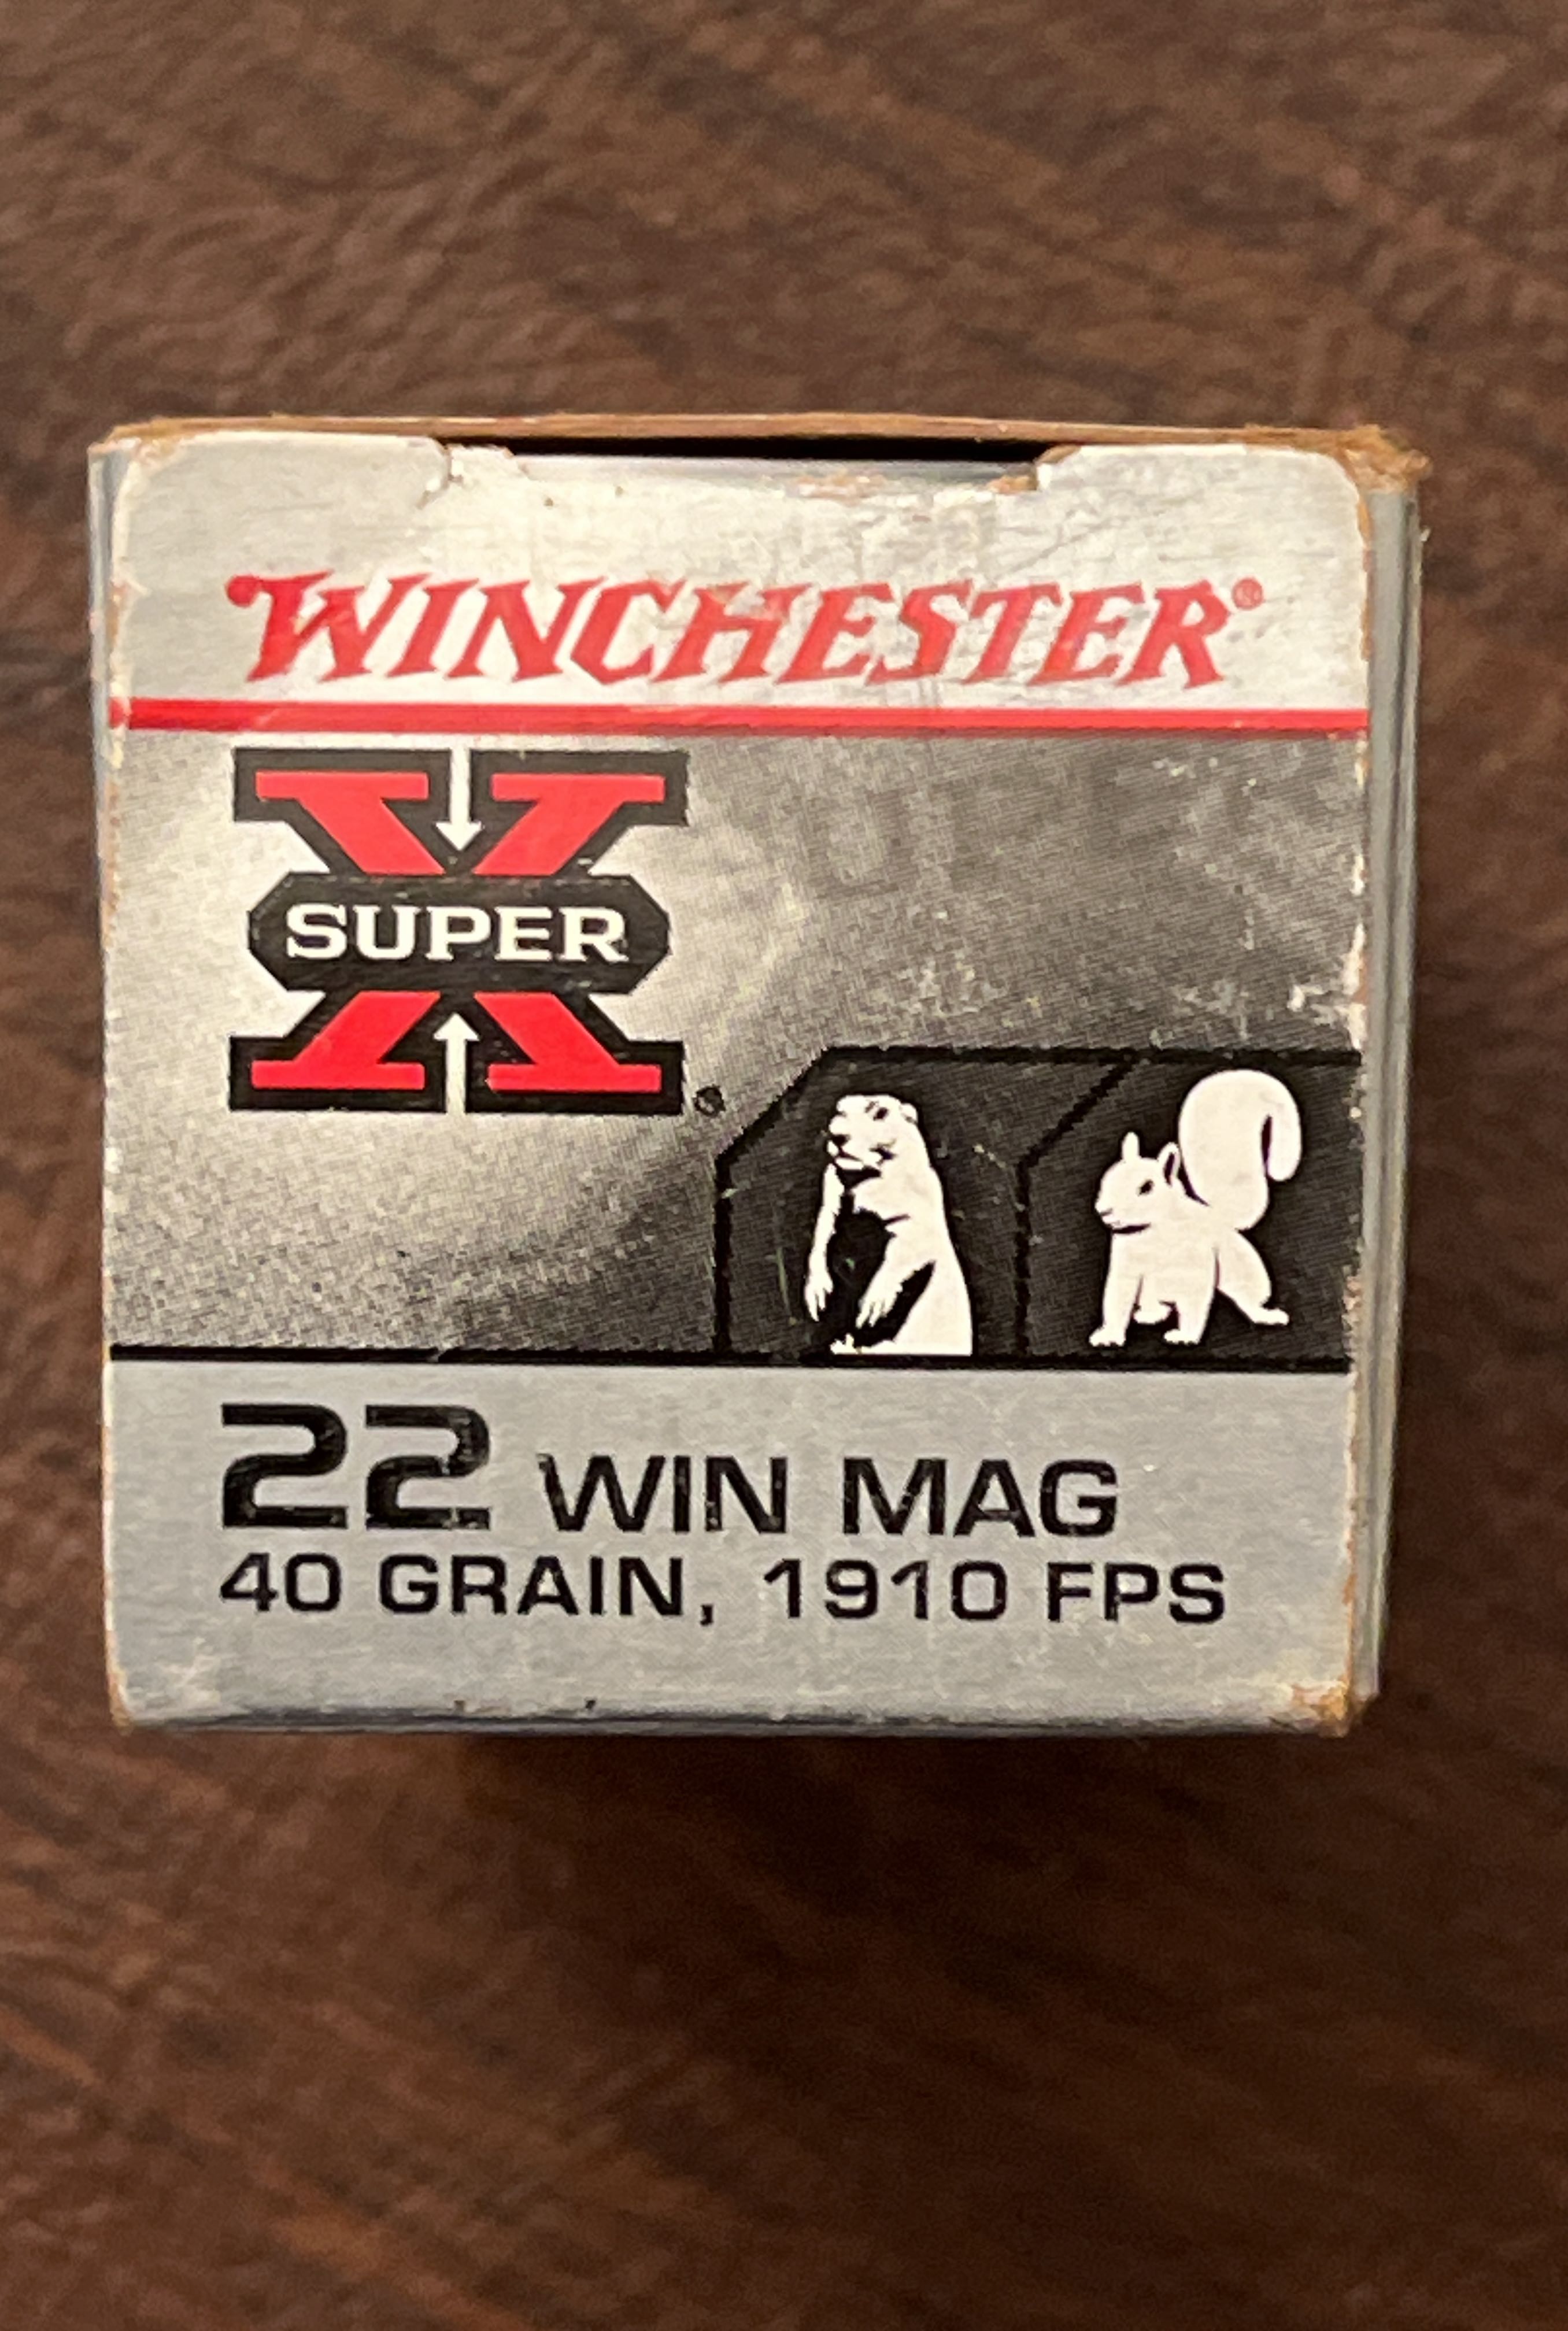 WINCHESTER®
SUPER X®
22 WIN MAG
40 GRAIN, 1910 FPS